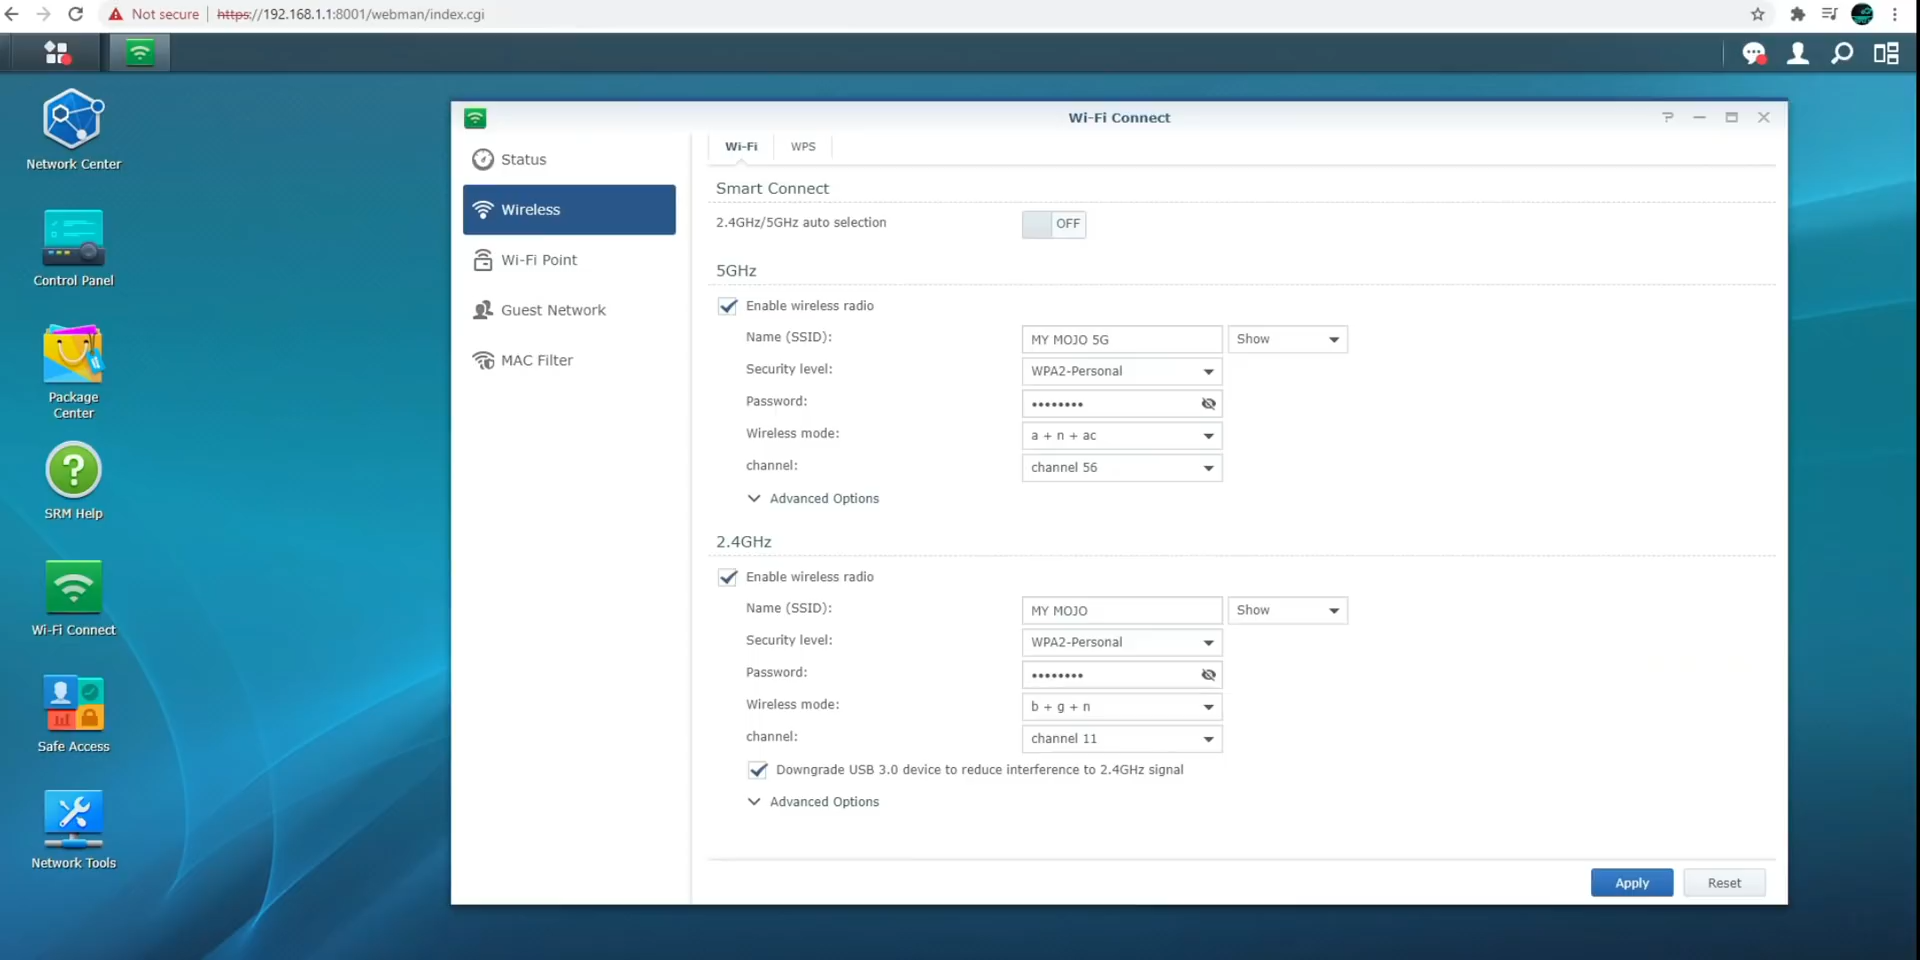 Not secure
https://192.168.1.1:8001/webman/index.cgi
Network Center
Control Panel
Package
Center
SRM Help
Wi-Fi Connect
Safe Access
Network Tools
Wi-Fi Connect
Status
Wireless
Wi-Fi Point
Guest Network
MAC Filter
Wi-Fi WPS
Smart Connect
2.4GHz/5GHz auto selection OFF
5GHz
Enable wireless radio
Name (SSID): MY MOJO 5G Show
Security level: WPA2-Personal
Password: ••••••••
Wireless mode: a + n + ac
channel: channel 56
Advanced Options
2.4GHz
Enable wireless radio
Name (SSID): MY MOJO Show
Security level: WPA2-Personal
Password: ••••••••
Wireless mode: b + g + n
channel: channel 11
Downgrade USB 3.0 device to reduce interference to 2.4GHz signal
Advanced Options
Apply Reset